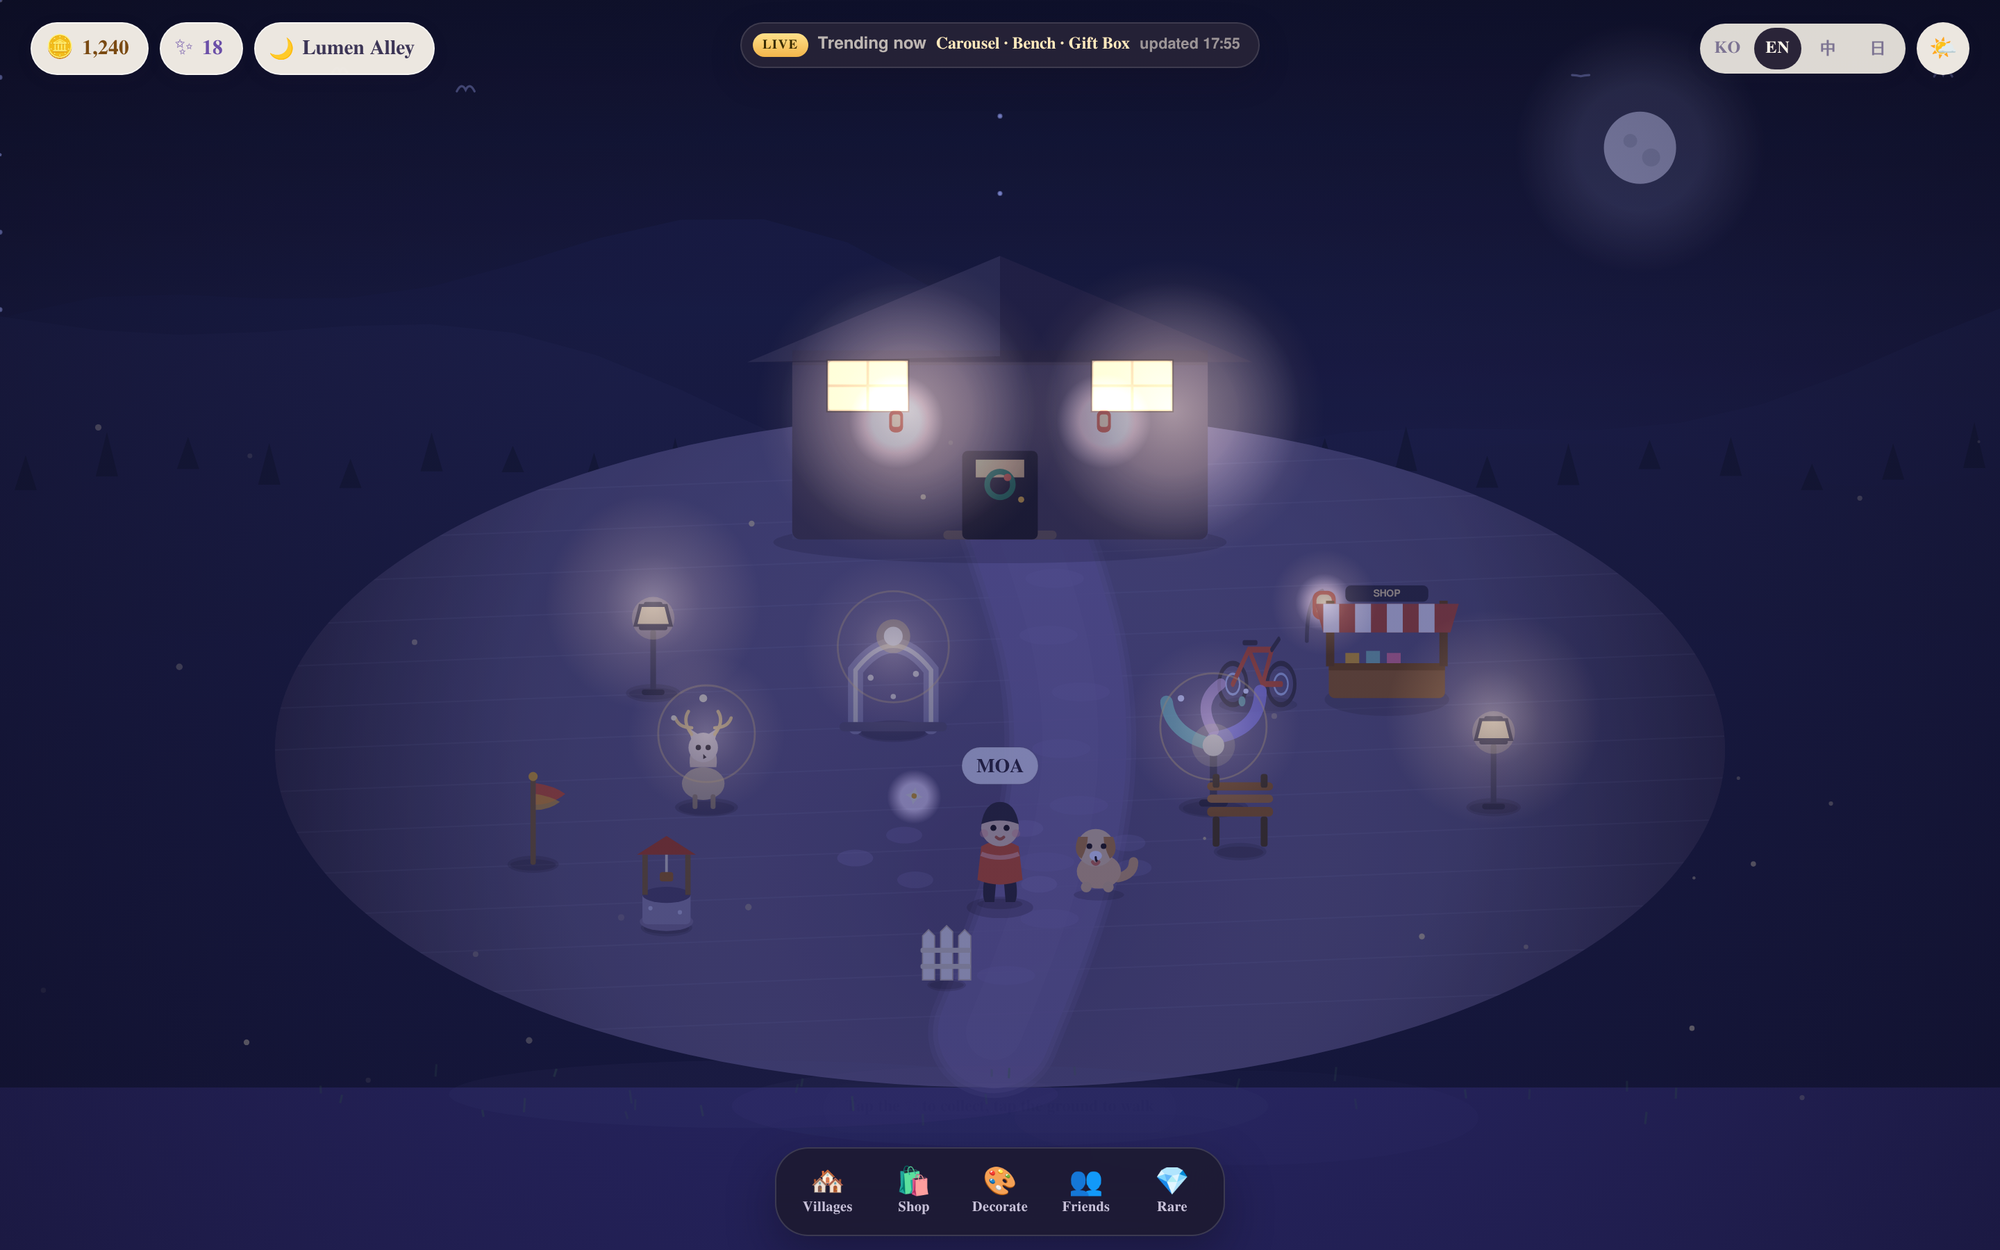 1,240
18
Lumen Alley
LIVE Trending now Carousel · Bench · Gift Box updated 17:55
KO EN 中 日
SHOP
MOA
Villages
Shop
Decorate
Friends
Rare